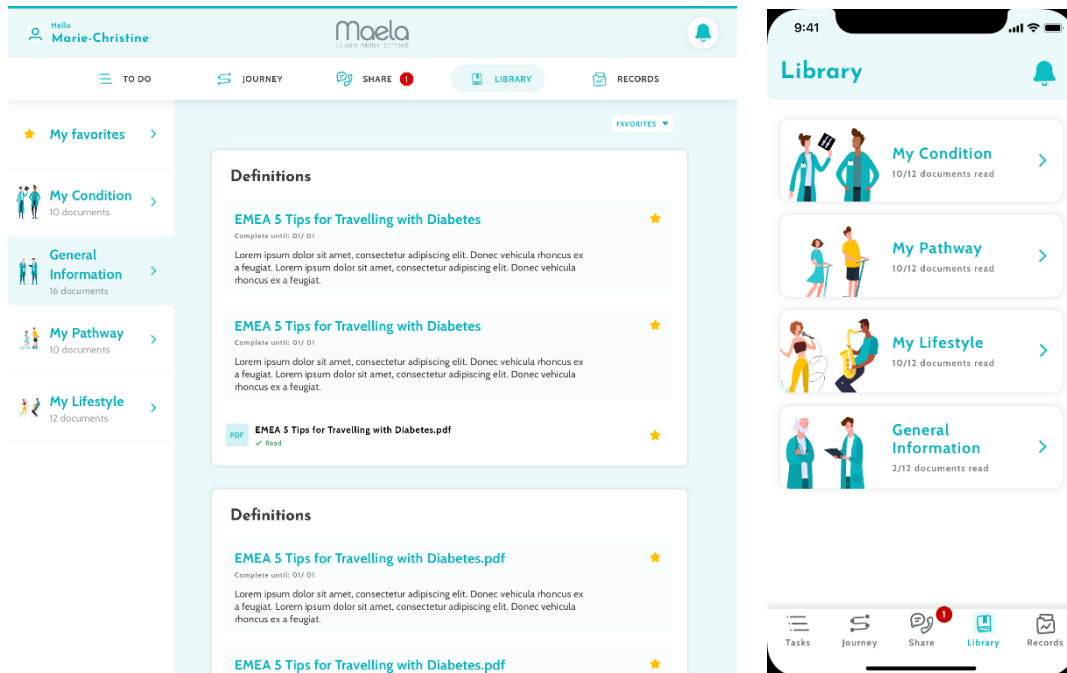 Hello
Marie-Christine
Maela
TO DO
JOURNEY
SHARE 1
LIBRARY
RECORDS
My favorites
My Condition
10 documents
General
Information
16 documents
My Pathway
10 documents
My Lifestyle
12 documents
FAVORITES
Definitions
EMEA 5 Tips for Travelling with Diabetes
Complete until: 01/ 01
Lorem ipsum dolor sit amet, consectetur adipiscing elit. Donec vehicula rhoncus ex
a feugiat. Lorem ipsum dolor sit amet, consectetur adipiscing elit. Donec vehicula
rhoncus ex a feugiat.
EMEA 5 Tips for Travelling with Diabetes
Complete until: 01/ 01
Lorem ipsum dolor sit amet, consectetur adipiscing elit. Donec vehicula rhoncus ex
a feugiat. Lorem ipsum dolor sit amet, consectetur adipiscing elit. Donec vehicula
rhoncus ex a feugiat.
PDF
EMEA 5 Tips for Travelling with Diabetes.pdf
Read
Definitions
EMEA 5 Tips for Travelling with Diabetes.pdf
Complete until: 01/ 01
Lorem ipsum dolor sit amet, consectetur adipiscing elit. Donec vehicula rhoncus ex
a feugiat. Lorem ipsum dolor sit amet, consectetur adipiscing elit. Donec vehicula
rhoncus ex a feugiat.
EMEA 5 Tips for Travelling with Diabetes.pdf
9:41
Library
My Condition
10/12 documents read
My Pathway
10/12 documents read
My Lifestyle
10/12 documents read
General
Information
2/12 documents read
1
Tasks
Journey
Share
Library
Records